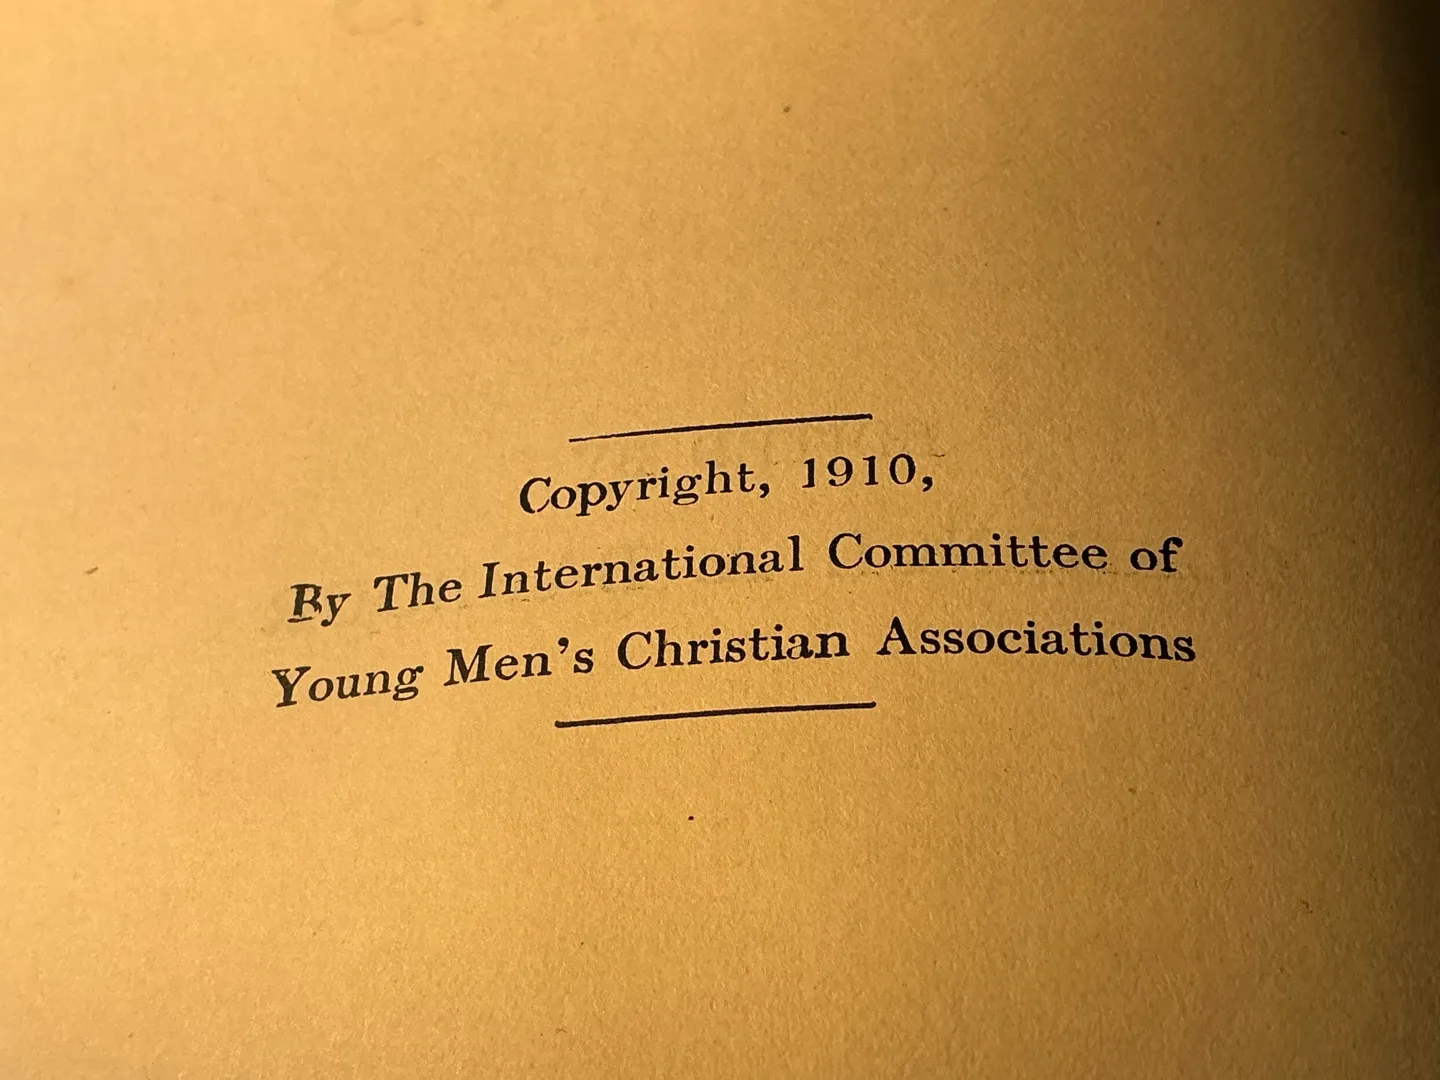 Copyright, 1910,
By The International Committee of
Young Men's Christian Associations